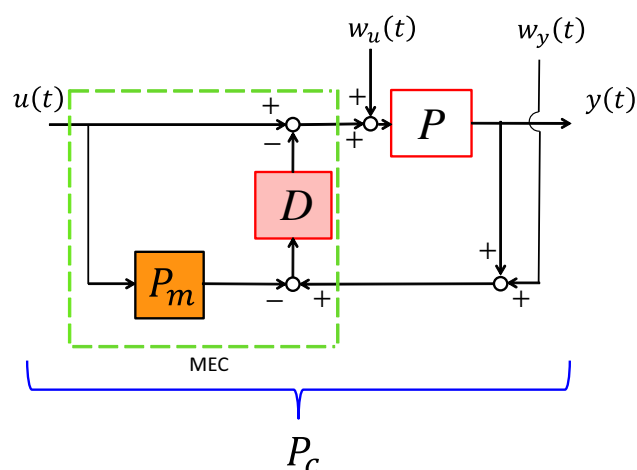 w_u(t) w_y(t)
u(t) + + P y(t)
− +
D
+
P_m − + +
MEC
P_c